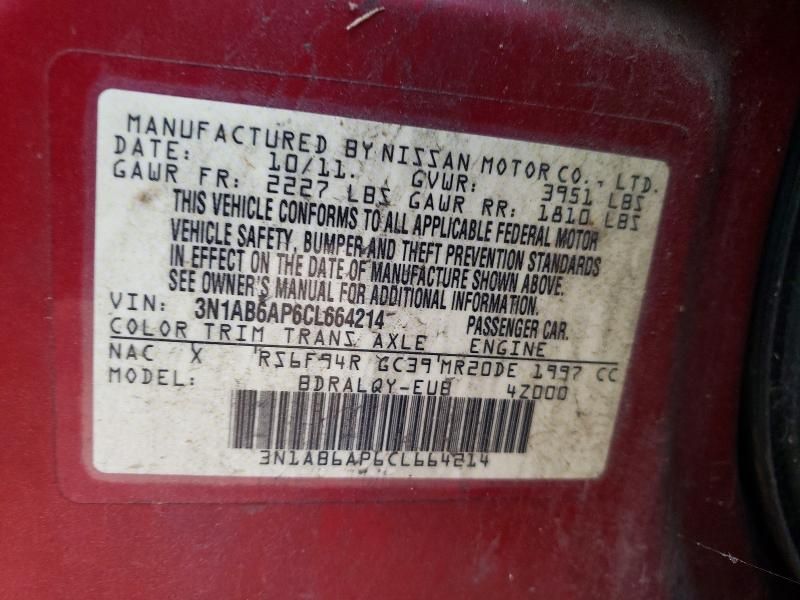 MANUFACTURED BY NISSAN MOTOR CO., LTD.
DATE: 10/11. GVWR: 3951 LBS
GAWR FR: 2227 LBS GAWR RR: 1810 LBS
THIS VEHICLE CONFORMS TO ALL APPLICABLE FEDERAL MOTOR
VEHICLE SAFETY, BUMPER AND THEFT PREVENTION STANDARDS
IN EFFECT ON THE DATE OF MANUFACTURE SHOWN ABOVE.
SEE OWNER'S MANUAL FOR ADDITIONAL INFORMATION
VIN: 3N1AB6AP6CL664214 PASSENGER CAR.
COLOR TRIM TRANS AXLE ENGINE
NAC X RS6F94R GC39 MR20DE 1997 CC
MODEL: BDRALQY-EUB 4Z000
3N1AB6AP6CL664214